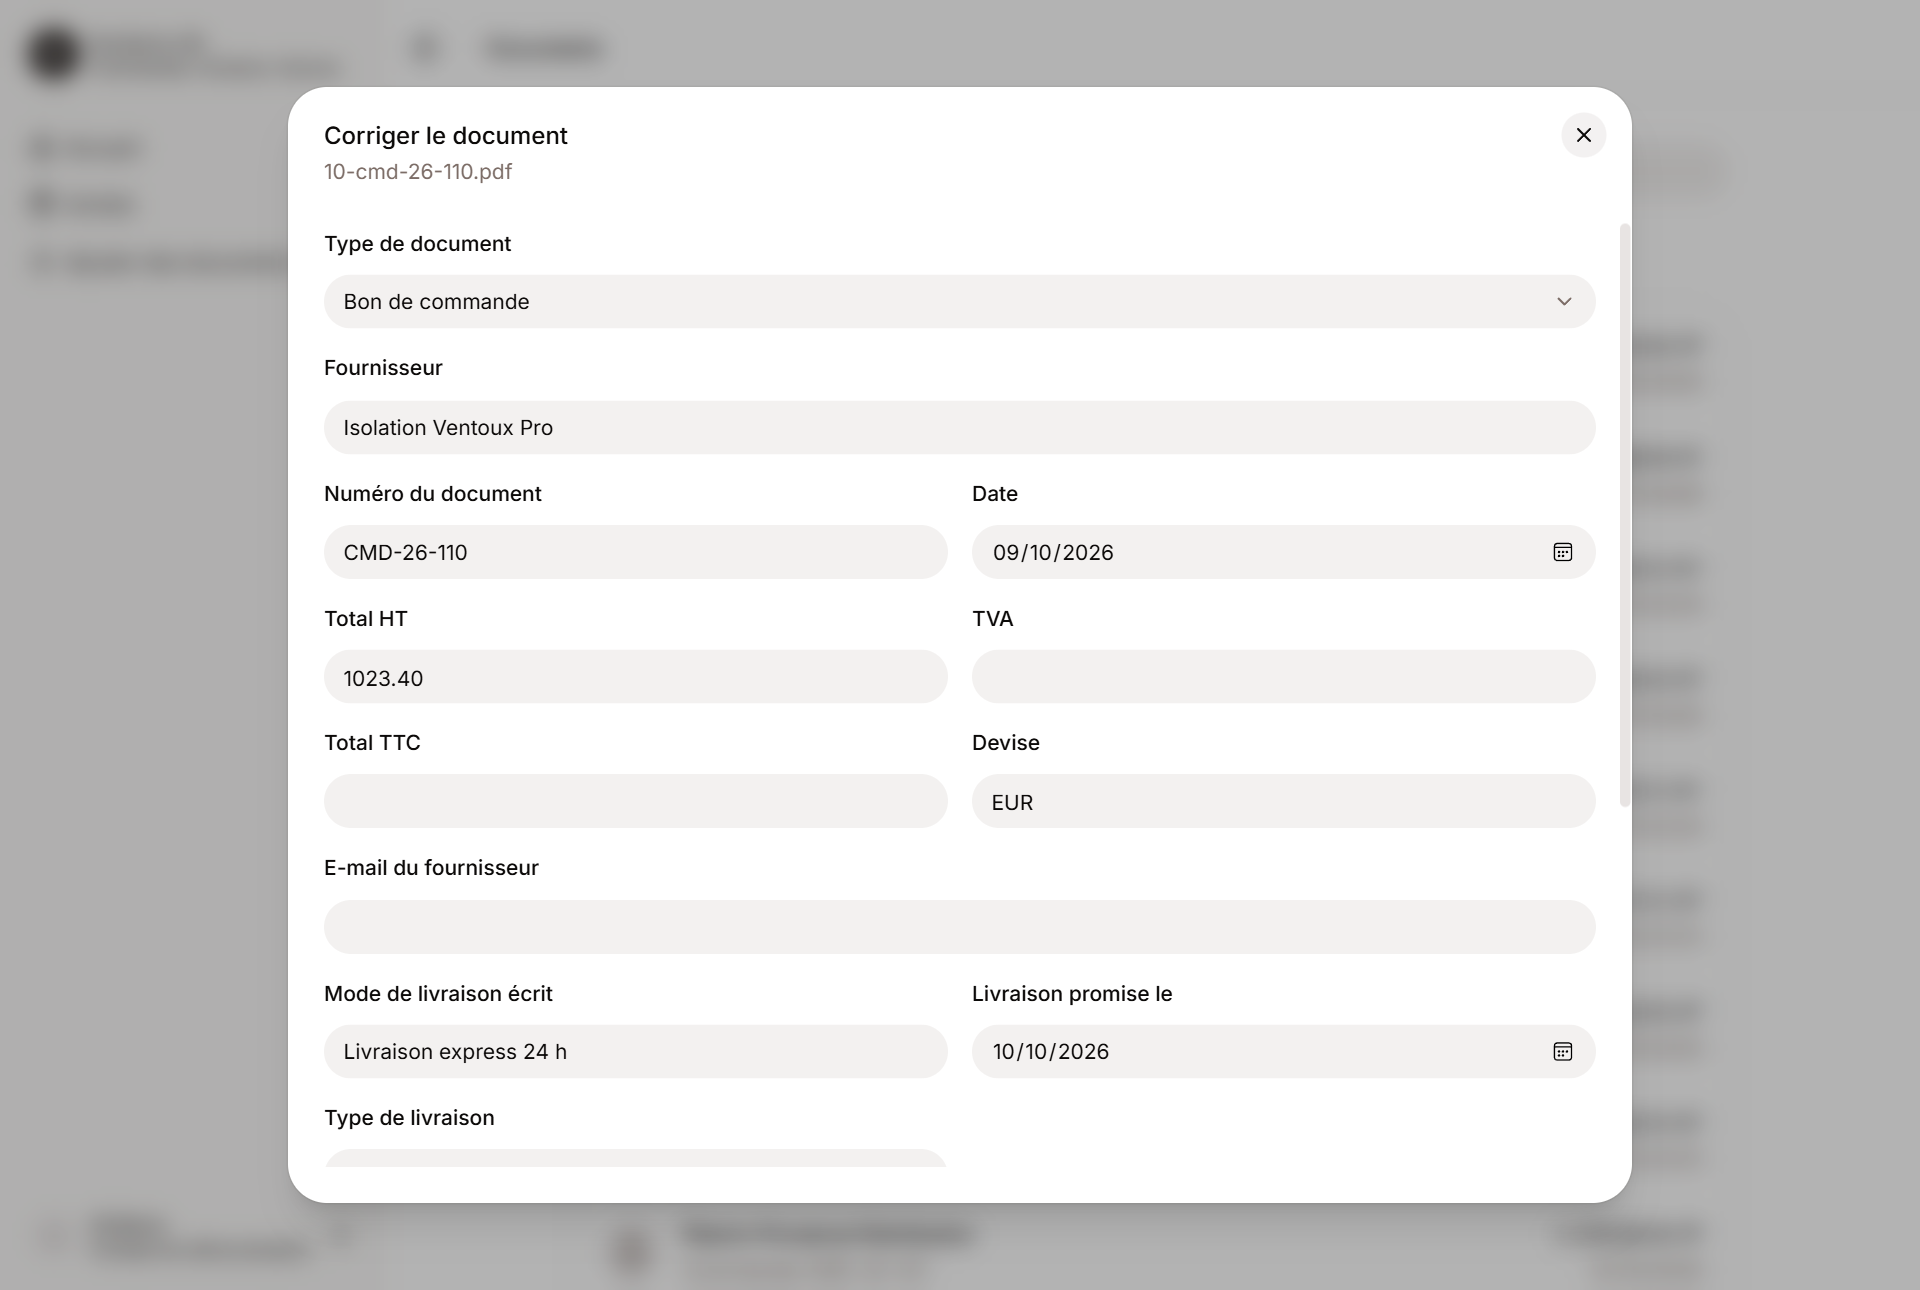 Corriger le document
10-cmd-26-110.pdf
Type de document
Bon de commande
Fournisseur
Isolation Ventoux Pro
Numéro du document
Date
CMD-26-110
09/10/2026
Total HT
TVA
1023.40
Total TTC
Devise
EUR
E-mail du fournisseur
Mode de livraison écrit
Livraison promise le
Livraison express 24 h
10/10/2026
Type de livraison